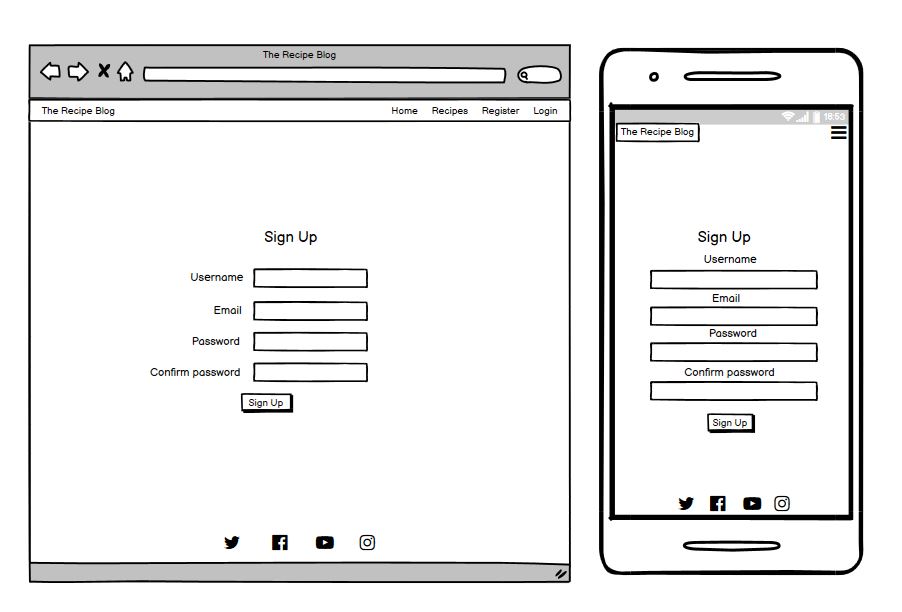 The Recipe Blog
The Recipe Blog Home Recipes Register Login
Sign Up
Username
Email
Password
Confirm password
Sign Up
18:53
The Recipe Blog
Sign Up
Username
Email
Password
Confirm password
Sign Up